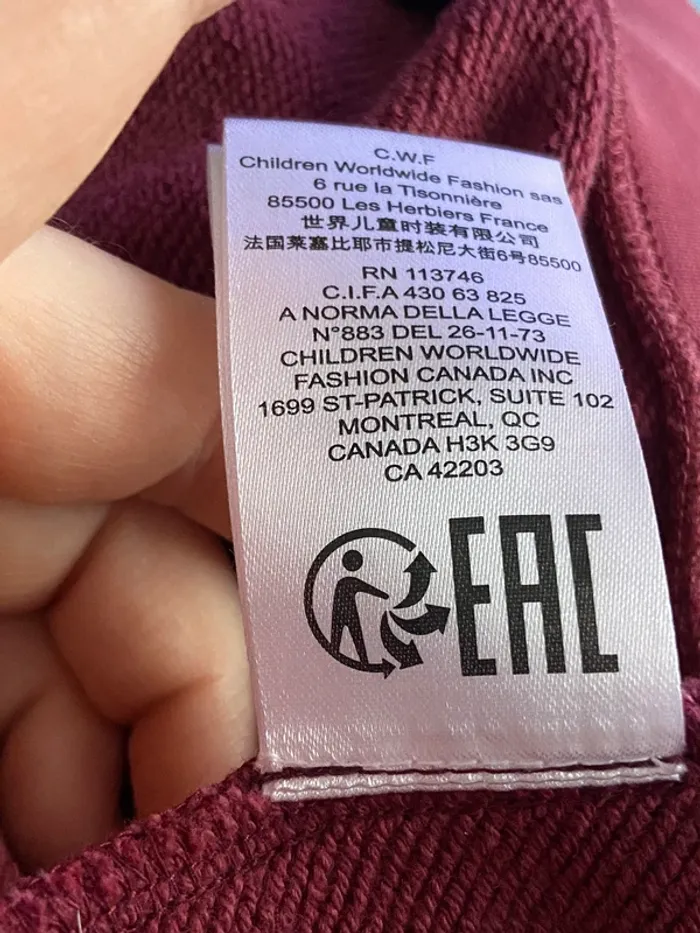 C.W.F
Children Worldwide Fashion sas
6 rue la Tisonnière
85500 Les Herbiers France
世界儿童时装有限公司
法国莱塞比耶市提松尼大街6号85500
RN 113746
C.I.F.A 430 63 825
A NORMA DELLA LEGGE
N°883 DEL 26-11-73
CHILDREN WORLDWIDE
FASHION CANADA INC
1699 ST-PATRICK, SUITE 102
MONTREAL, QC
CANADA H3K 3G9
CA 42203
EAC